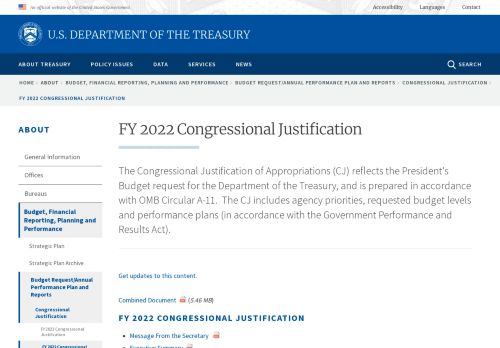 An official website of the United States Government
Accessibility
Languages
Contact
U.S. DEPARTMENT OF THE TREASURY
ABOUT TREASURY
POLICY ISSUES
DATA
SERVICES
NEWS
SEARCH
HOME › ABOUT › BUDGET, FINANCIAL REPORTING, PLANNING AND PERFORMANCE › BUDGET REQUEST/ANNUAL PERFORMANCE PLAN AND REPORTS › CONGRESSIONAL JUSTIFICATION ›
FY 2022 CONGRESSIONAL JUSTIFICATION
ABOUT
General Information
Offices
Bureaus
Budget, Financial
Reporting, Planning and
Performance
Strategic Plan
Strategic Plan Archive
Budget Request/Annual
Performance Plan and
Reports
Congressional
Justification
FY 2023 Congressional
Justification
FY 2022 Congressional
FY 2022 Congressional Justification
The Congressional Justification of Appropriations (CJ) reflects the President's
Budget request for the Department of the Treasury, and is prepared in accordance
with OMB Circular A-11.  The CJ includes agency priorities, requested budget levels
and performance plans (in accordance with the Government Performance and
Results Act).
Get updates to this content.
Combined Document (5.46 MB)
FY 2022 CONGRESSIONAL JUSTIFICATION
• Message From the Secretary
• Executive Summary